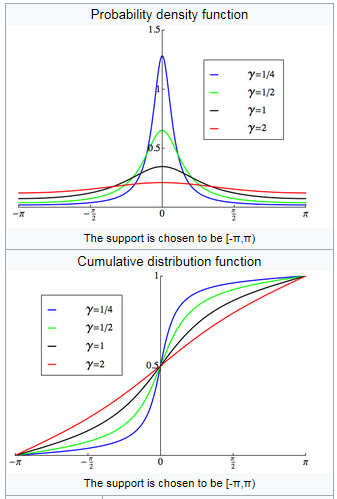 Probability density function
1.5
1
0.5
γ=1/4
γ=1/2
γ=1
γ=2
-π
-π/2
0
π/2
π
The support is chosen to be [-π,π)
Cumulative distribution function
1
0.5
γ=1/4
γ=1/2
γ=1
γ=2
-π
-π/2
0
π/2
π
The support is chosen to be [-π,π)